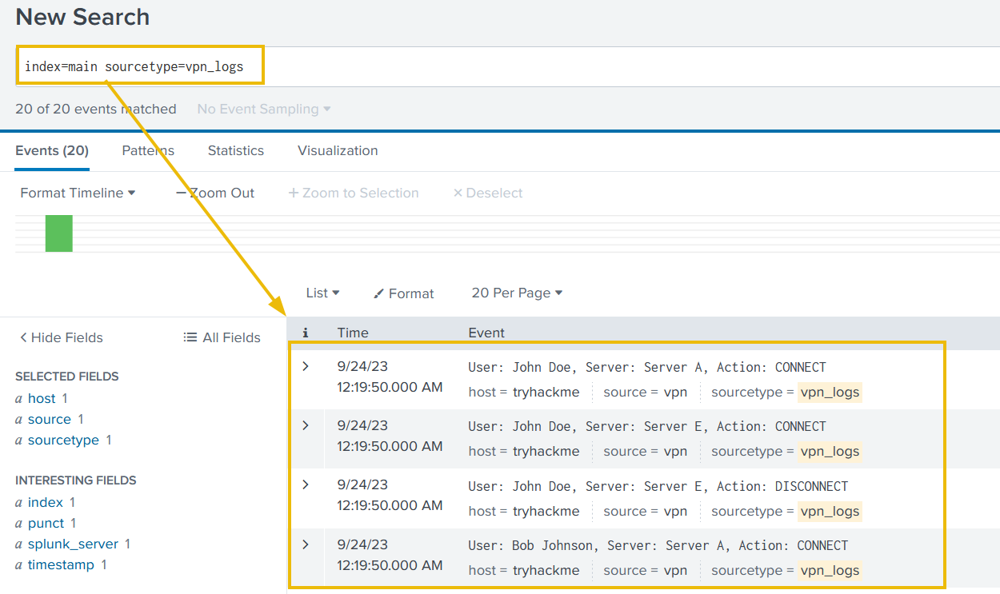 New Search
index=main sourcetype=vpn_logs
20 of 20 events matched No Event Sampling
Events (20) Patterns Statistics Visualization
Format Timeline — Zoom Out + Zoom to Selection × Deselect
List Format 20 Per Page
< Hide Fields All Fields
i Time Event
SELECTED FIELDS
a host 1
a source 1
a sourcetype 1
INTERESTING FIELDS
a index 1
a punct 1
a splunk_server 1
a timestamp 1
> 9/24/23 User: John Doe, Server: Server A, Action: CONNECT
12:19:50.000 AM host = tryhackme source = vpn sourcetype = vpn_logs
> 9/24/23 User: John Doe, Server: Server E, Action: CONNECT
12:19:50.000 AM host = tryhackme source = vpn sourcetype = vpn_logs
> 9/24/23 User: John Doe, Server: Server E, Action: DISCONNECT
12:19:50.000 AM host = tryhackme source = vpn sourcetype = vpn_logs
> 9/24/23 User: Bob Johnson, Server: Server A, Action: CONNECT
12:19:50.000 AM host = tryhackme source = vpn sourcetype = vpn_logs